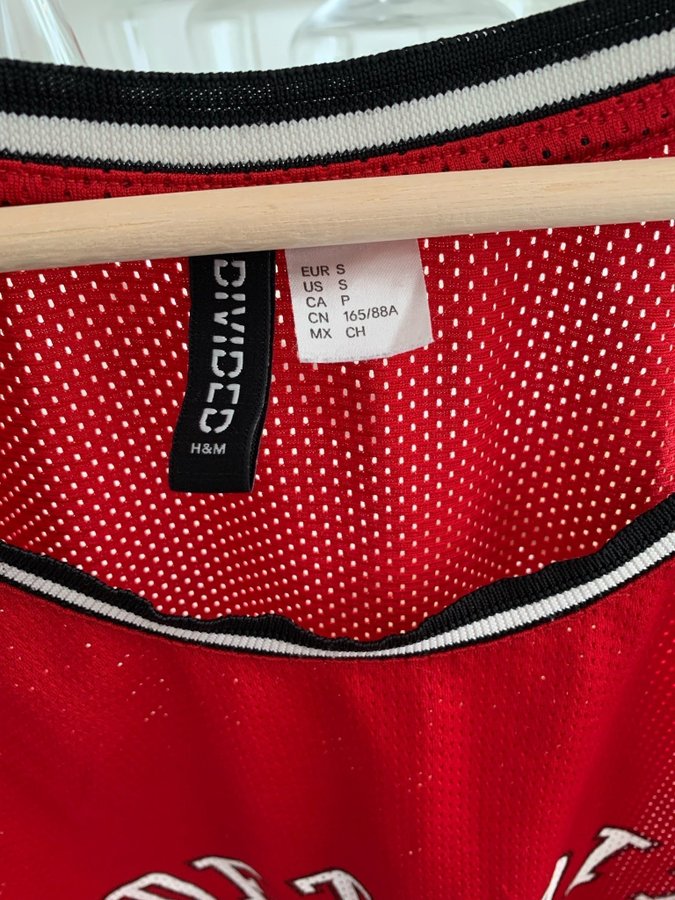 DIVIDED
H&M
EUR S
US S
CA P
CN 165/88A
MX CH